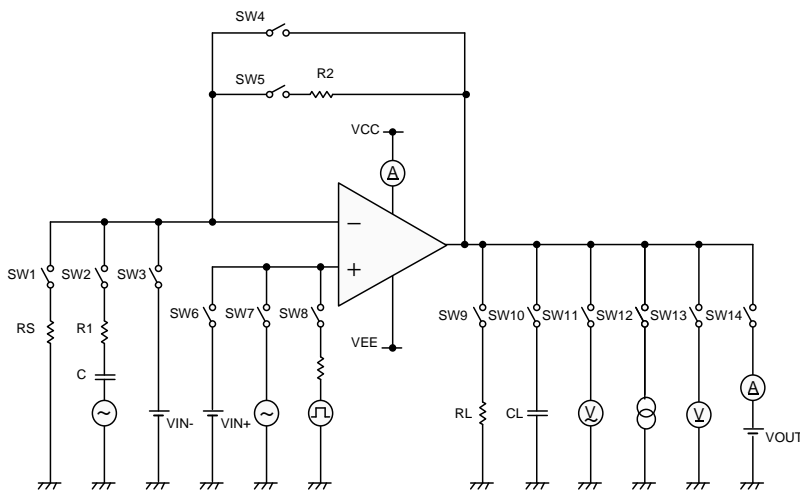 SW4
SW5
R2
VCC
A
−
+
SW1
SW2
SW3
SW6
SW7
SW8
SW9
SW10
SW11
SW12
SW13
SW14
RS
R1
C
VEE
VIN-
VIN+
RL
CL
V
V
A
VOUT